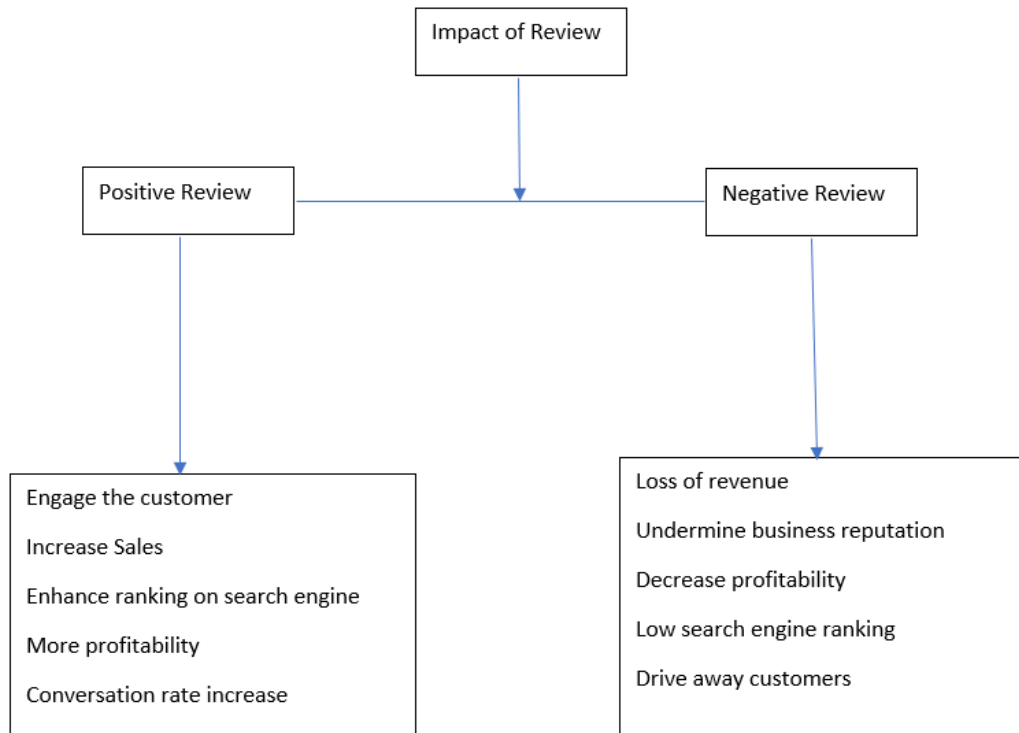 Impact of Review
Positive Review
Negative Review
Engage the customer
Increase Sales
Enhance ranking on search engine
More profitability
Conversation rate increase
Loss of revenue
Undermine business reputation
Decrease profitability
Low search engine ranking
Drive away customers